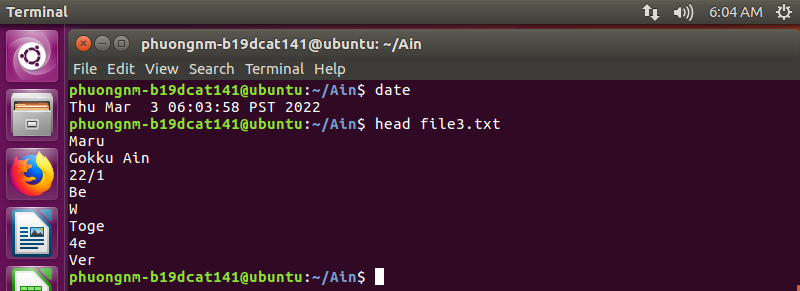 Terminal 6:04 AM
phuongnm-b19dcat141@ubuntu: ~/Ain
File Edit View Search Terminal Help
phuongnm-b19dcat141@ubuntu:~/Ain$ date
Thu Mar  3 06:03:58 PST 2022
phuongnm-b19dcat141@ubuntu:~/Ain$ head file3.txt
Maru
Gokku Ain
22/1
Be
W
Toge
4e
Ver
phuongnm-b19dcat141@ubuntu:~/Ain$